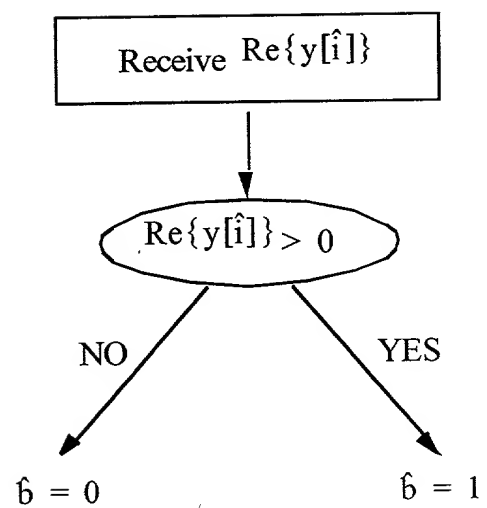 Receive Re{y[î]}
Re{y[î]} > 0
NO
YES
b̂ = 0
b̂ = 1